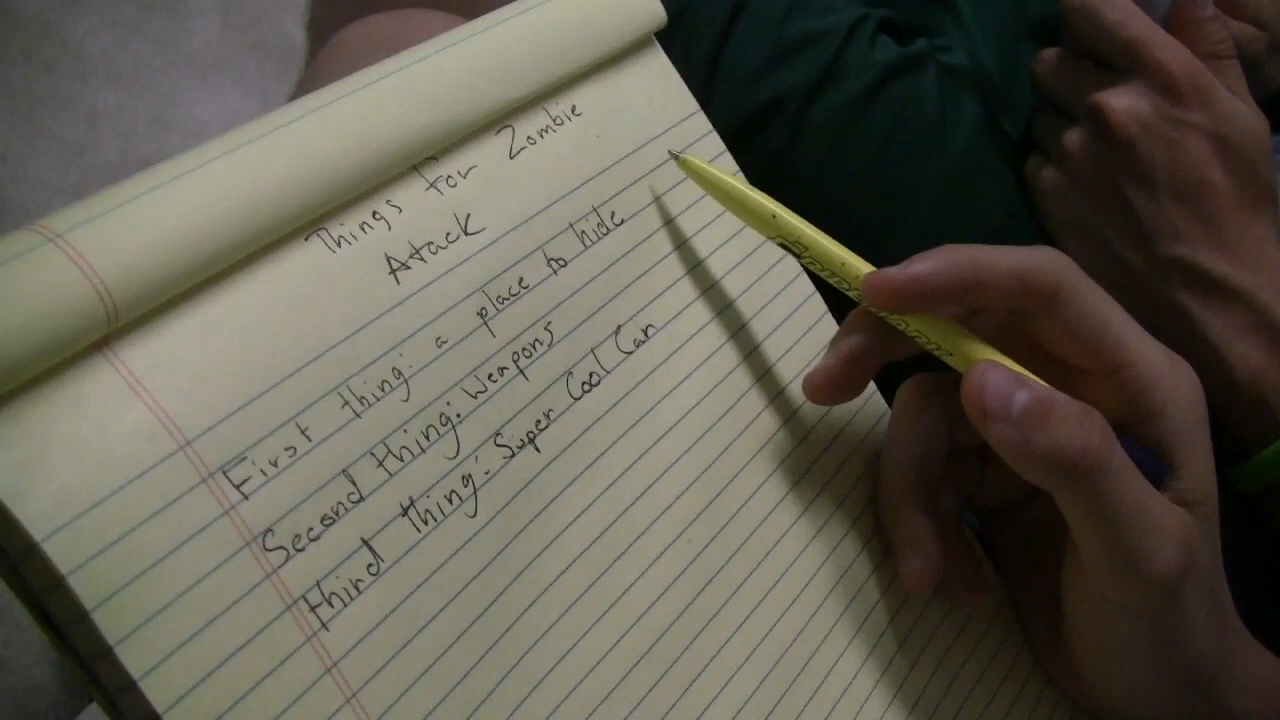 Things For Zombie
Atack
First thing: a place to hide
Second thing: Weapons
third thing: Super Cool Car